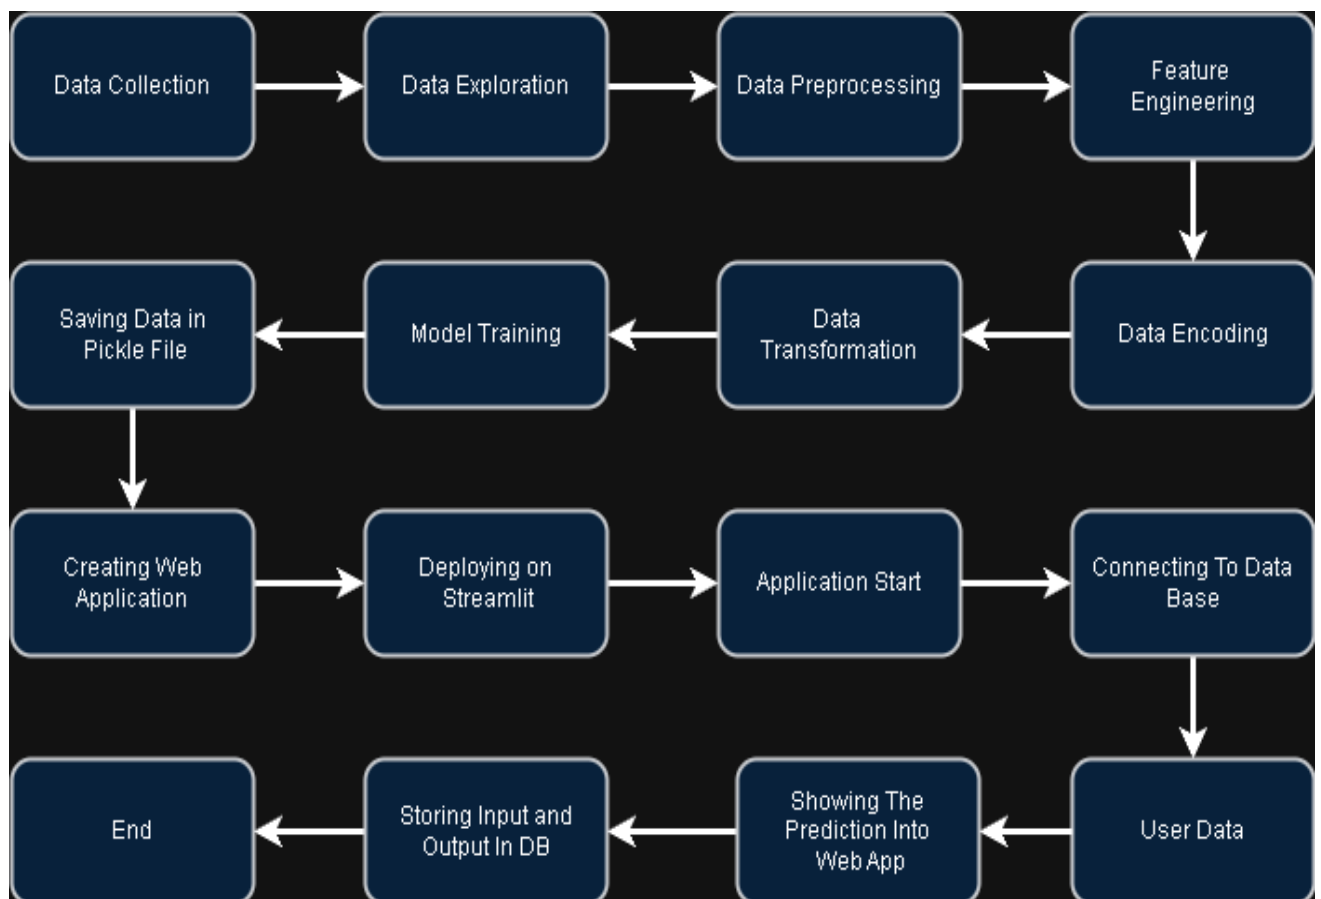 Data Collection
Data Exploration
Data Preprocessing
Feature
Engineering
Data Encoding
Data
Transformation
Model Training
Saving Data in
Pickle File
Creating Web
Application
Deploying on
Streamlit
Application Start
Connecting To Data
Base
User Data
Showing The
Prediction Into
Web App
Storing Input and
Output In DB
End